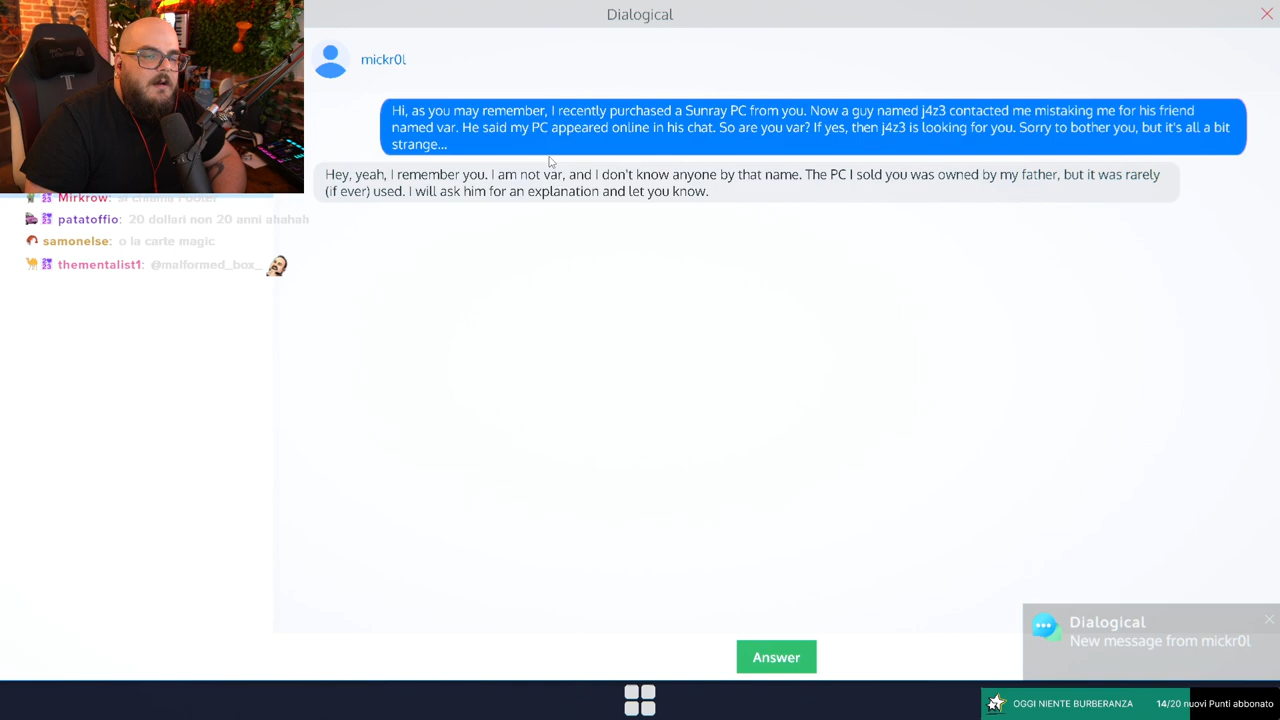 Dialogical
mickr0l
Hi, as you may remember, I recently purchased a Sunray PC from you. Now a guy named j4z3 contacted me mistaking me for his friend
named var. He said my PC appeared online in his chat. So are you var? If yes, then j4z3 is looking for you. Sorry to bother you, but it's all a bit
strange...
Hey, yeah, I remember you. I am not var, and I don't know anyone by that name. The PC I sold you was owned by my father, but it was rarely
(if ever) used. I will ask him for an explanation and let you know.
Mirkrow: si chiama
patatoffio: 20 dollari non 20 anni ahahah
samonelse: o la carte magic
thementalist1: @malformed_box_
Answer
Dialogical
New message from mickr0l
OGGI NIENTE BURBERANZA 14/20 nuovi Punti abbonato